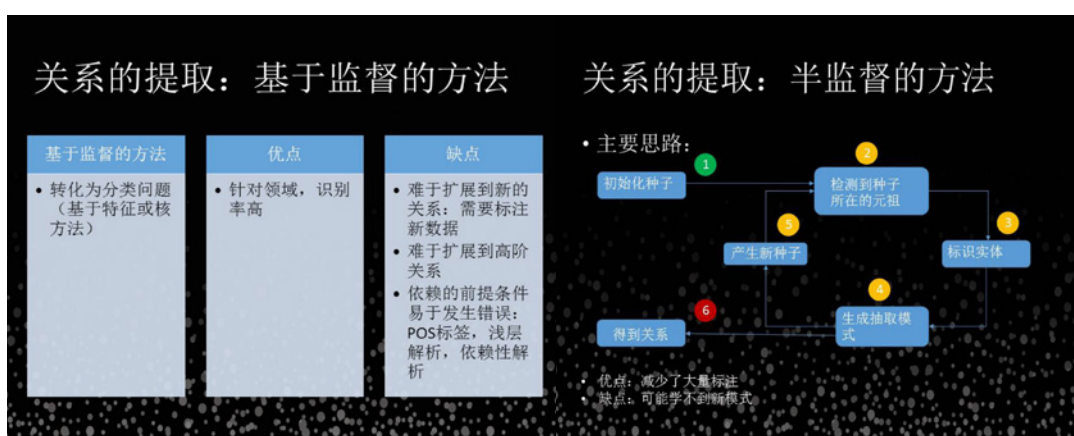 关系的提取：基于监督的方法
基于监督的方法
• 转化为分类问题
（基于特征或核
方法）
优点
• 针对领域，识别
率高
缺点
• 难于扩展到新的
关系：需要标注
新数据
• 难于扩展到高阶
关系
• 依赖的前提条件
易于发生错误：
POS标签，浅层
解析，依赖性解
析
关系的提取：半监督的方法
• 主要思路：
1
初始化种子
2
检测到种子
所在的元祖
3
标识实体
4
生成抽取模
式
5
产生新种子
6
得到关系
• 优点：减少了大量标注
• 缺点：可能学不到新模式